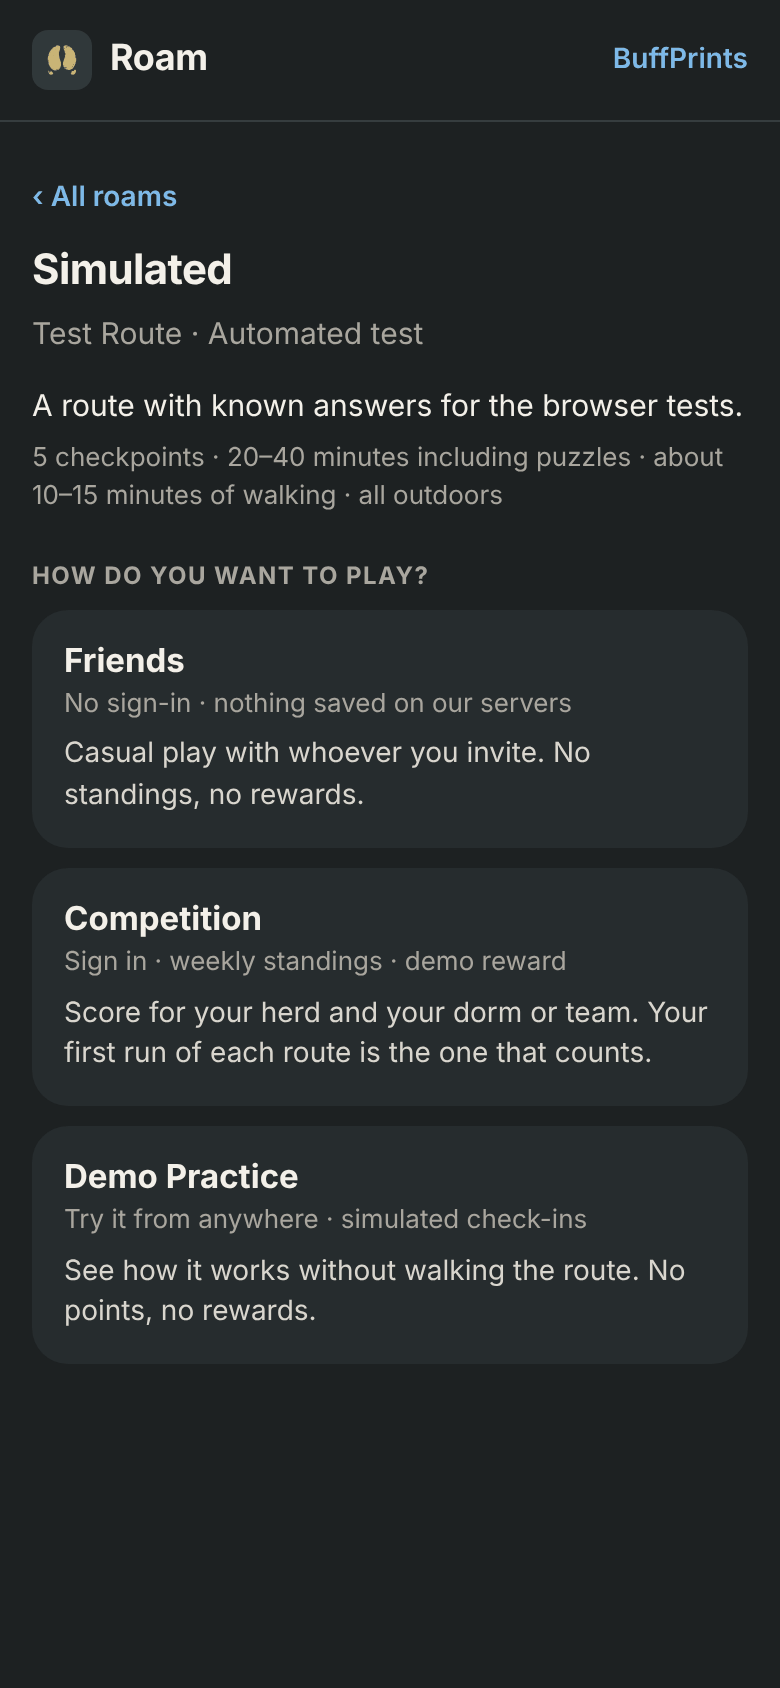 Roam
BuffPrints
‹ All roams
Simulated
Test Route · Automated test
A route with known answers for the browser tests.
5 checkpoints · 20–40 minutes including puzzles · about
10–15 minutes of walking · all outdoors
HOW DO YOU WANT TO PLAY?
Friends
No sign-in · nothing saved on our servers
Casual play with whoever you invite. No
standings, no rewards.
Competition
Sign in · weekly standings · demo reward
Score for your herd and your dorm or team. Your
first run of each route is the one that counts.
Demo Practice
Try it from anywhere · simulated check-ins
See how it works without walking the route. No
points, no rewards.